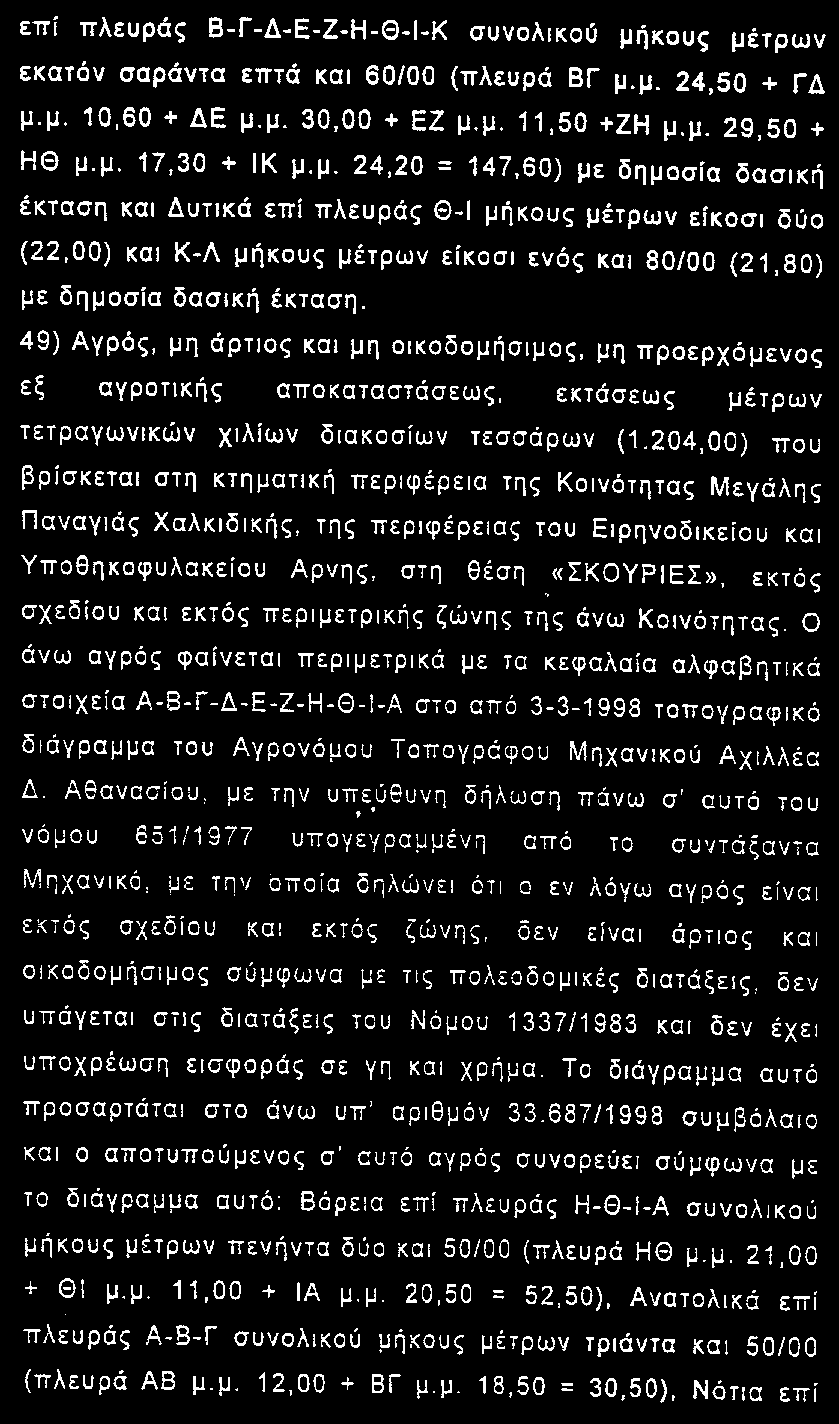 επί πλευράς Β-Γ-Δ-Ε-Ζ-Η-Θ-Ι-Κ συνολικού μήκους μέτρων
εκατόν σαράντα επτά και 60/00 (πλευρά ΒΓ μ.μ. 24,50 + ΓΔ
μ.μ. 10,60 + ΔΕ μ.μ. 30,00 + ΕΖ μ.μ. 11,50 +ΖΗ μ.μ. 29,50 +
ΗΘ μ.μ. 17,30 + ΙΚ μ.μ. 24,20 = 147,60) με δημοσία δασική
έκταση και Δυτικά επί πλευράς Θ-Ι μήκους μέτρων είκοσι δύο
(22,00) και Κ-Λ μήκους μέτρων είκοσι ενός και 80/00 (21,80)
με δημοσία δασική έκταση.
49) Αγρός, μη άρτιος και μη οικοδομήσιμος, μη προερχόμενος
εξ αγροτικής αποκαταστάσεως, εκτάσεως μέτρων
τετραγωνικών χιλίων διακοσίων τεσσάρων (1.204,00) που
βρίσκεται στη κτηματική περιφέρεια της Κοινότητας Μεγάλης
Παναγιάς Χαλκιδικής, της περιφέρειας του Ειρηνοδικείου και
Υποθηκοφυλακείου Αρνης, στη θέση «ΣΚΟΥΡΙΕΣ», εκτός
σχεδίου και εκτός περιμετρικής ζώνης της άνω Κοινότητας. Ο
άνω αγρός φαίνεται περιμετρικά με τα κεφαλαία αλφαβητικά
στοιχεία Α-Β-Γ-Δ-Ε-Ζ-Η-Θ-Ι-Α στο από 3-3-1998 τοπογραφικό
διάγραμμα του Αγρονόμου Τοπογράφου Μηχανικού Αχιλλέα
Δ. Αθανασίου, με την υπεύθυνη δήλωση πάνω σ' αυτό του
νόμου 651/1977 υπογεγραμμένη από το συντάξαντα
Μηχανικό, με την οποία δηλώνει ότι ο εν λόγω αγρός είναι
εκτός σχεδίου και εκτός ζώνης, δεν είναι άρτιος και
οικοδομήσιμος σύμφωνα με τις πολεοδομικές διατάξεις, δεν
υπάγεται στις διατάξεις του Νόμου 1337/1983 και δεν έχει
υποχρέωση εισφοράς σε γη και χρήμα. Το διάγραμμα αυτό
προσαρτάται στο άνω υπ' αριθμόν 33.687/1998 συμβόλαιο
και ο αποτυπούμενος σ' αυτό αγρός συνορεύει σύμφωνα με
το διάγραμμα αυτό: Βόρεια επί πλευράς Η-Θ-Ι-Α συνολικού
μήκους μέτρων πενήντα δύο και 50/00 (πλευρά ΗΘ μ.μ. 21,00
+ ΘΙ μ.μ. 11,00 + ΙΑ μ.μ. 20,50 = 52,50), Ανατολικά επί
πλευράς Α-Β-Γ συνολικού μήκους μέτρων τριάντα και 50/00
(πλευρά ΑΒ μ.μ. 12,00 + ΒΓ μ.μ. 18,50 = 30,50), Νότια επί